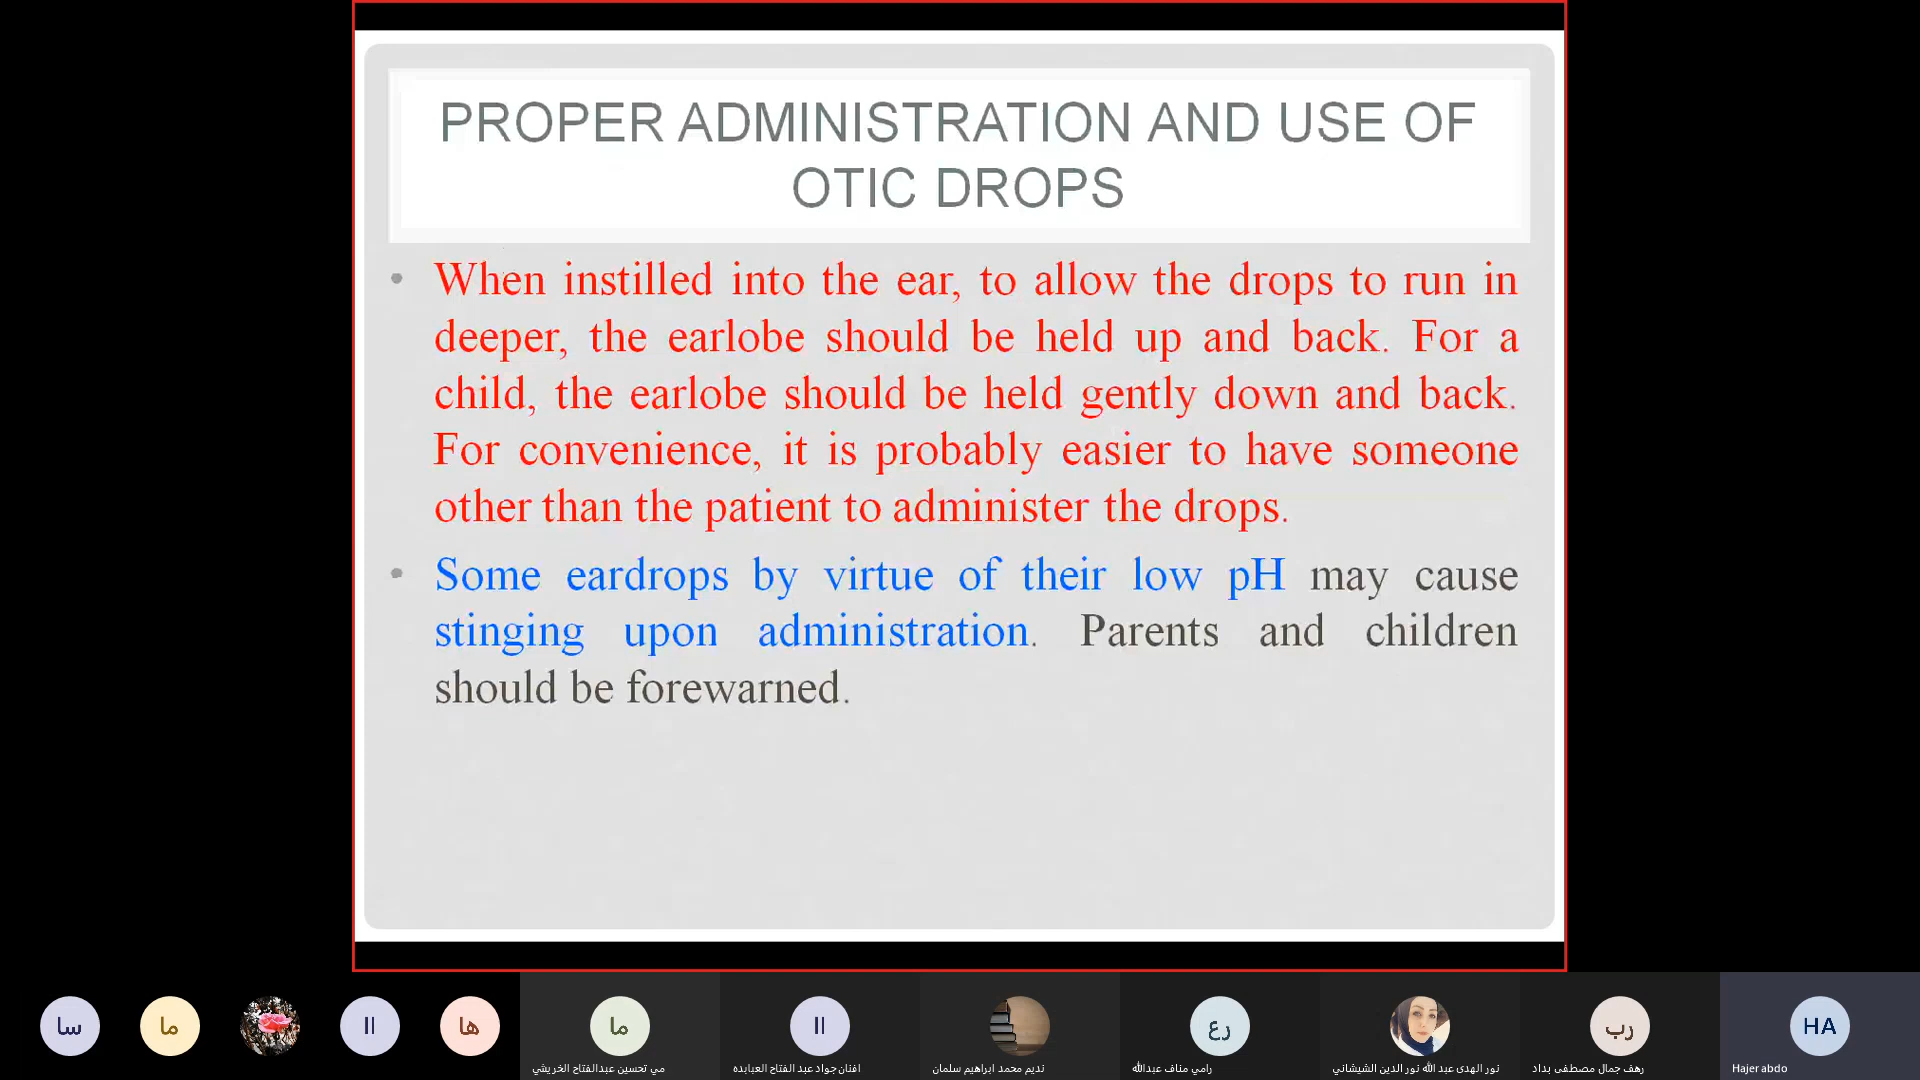 PROPER ADMINISTRATION AND USE OF
OTIC DROPS
• When instilled into the ear, to allow the drops to run in
deeper, the earlobe should be held up and back. For a
child, the earlobe should be held gently down and back.
For convenience, it is probably easier to have someone
other than the patient to administer the drops.
• Some eardrops by virtue of their low pH may cause
stinging upon administration. Parents and children
should be forewarned.
سا
ما
اا
ها
ما
اا
رع
رب
HA
مي تحسين عبدالفتاح الخريشي
افنان جواد عبد الفتاح العبابده
نديم محمد ابراهيم سلمان
رامي مناف عبدالله
نور الهدى عبد الله نور الدين الشيشاني
رهف جمال مصطفى بداد
Hajer abdo